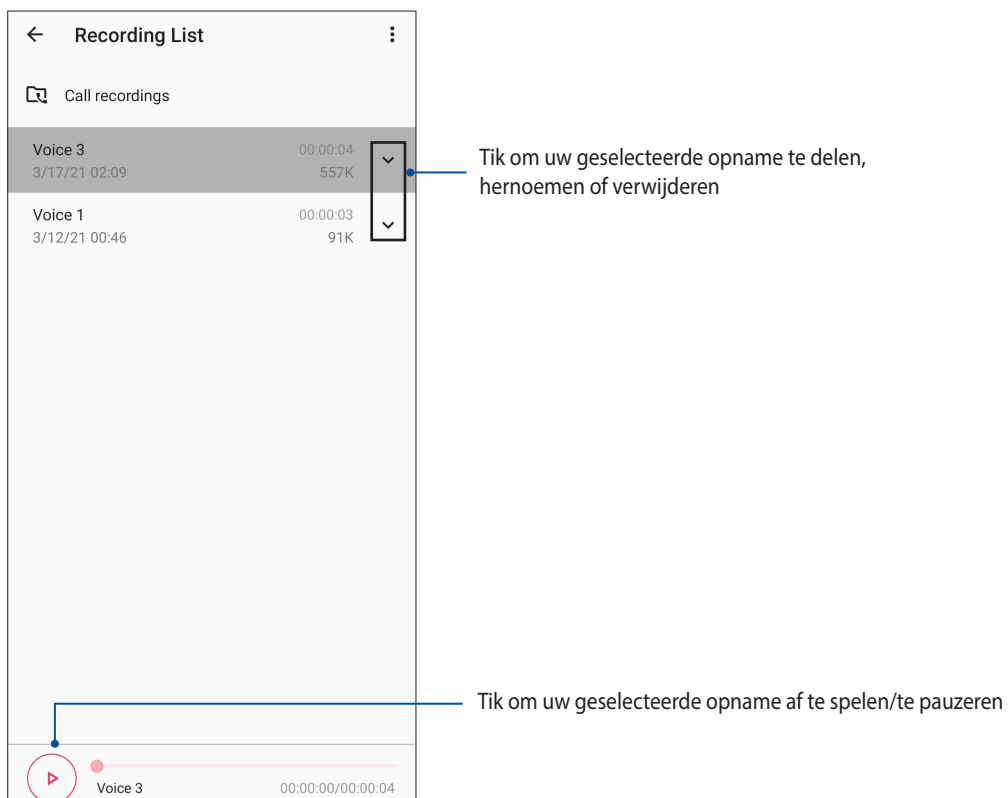 Recording List
Call recordings
Voice 3 00:00:04
3/17/21 02:09 557K
Tik om uw geselecteerde opname te delen,
hernoemen of verwijderen
Voice 1 00:00:03
3/12/21 00:46 91K
Tik om uw geselecteerde opname af te spelen/te pauzeren
Voice 3 00:00:00/00:00:04